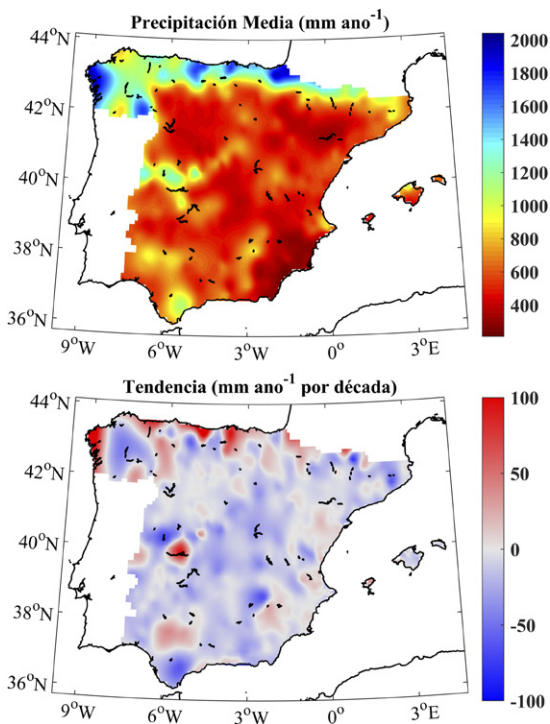 Precipitación Media (mm ano⁻¹)
44°N
42°N
40°N
38°N
36°N
9°W
6°W
3°W
0°
3°E
2000
1800
1600
1400
1200
1000
800
600
400
Tendencia (mm ano⁻¹ por década)
44°N
42°N
40°N
38°N
36°N
9°W
6°W
3°W
0°
3°E
100
50
0
-50
-100